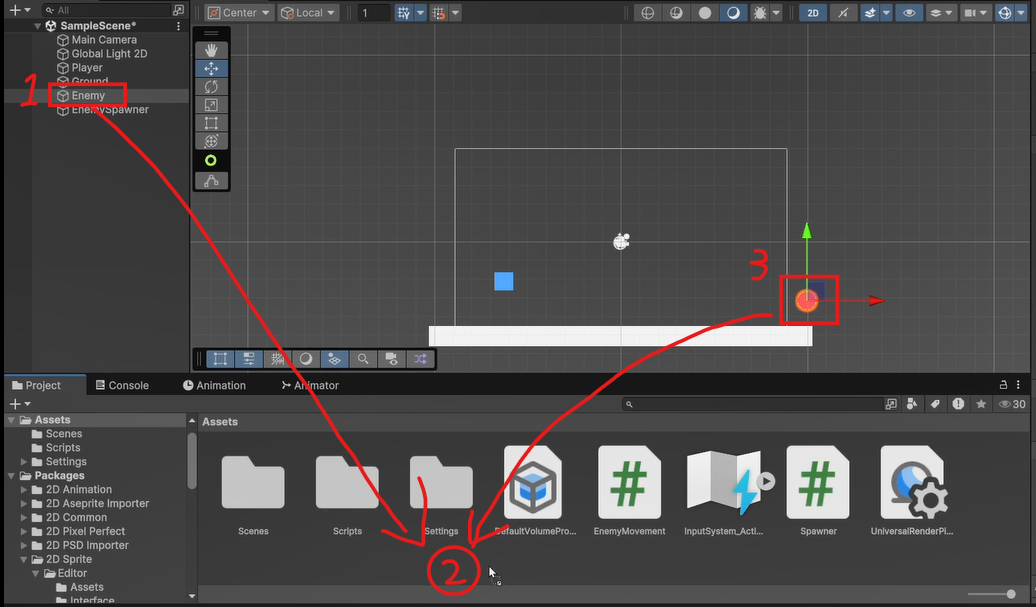 All
Center
Local
1
2D
SampleScene*
Main Camera
Global Light 2D
Player
Ground
1
Enemy
EnemySpawner
3
Project
Console
Animation
Animator
30
Assets
Scenes
Scripts
Settings
Packages
2D Animation
2D Aseprite Importer
2D Common
2D Pixel Perfect
2D PSD Importer
2D Sprite
Editor
Assets
Interface
Assets
Scenes
Scripts
Settings
DefaultVolumePro...
EnemyMovement
InputSystem_Acti...
Spawner
UniversalRenderPi...
2